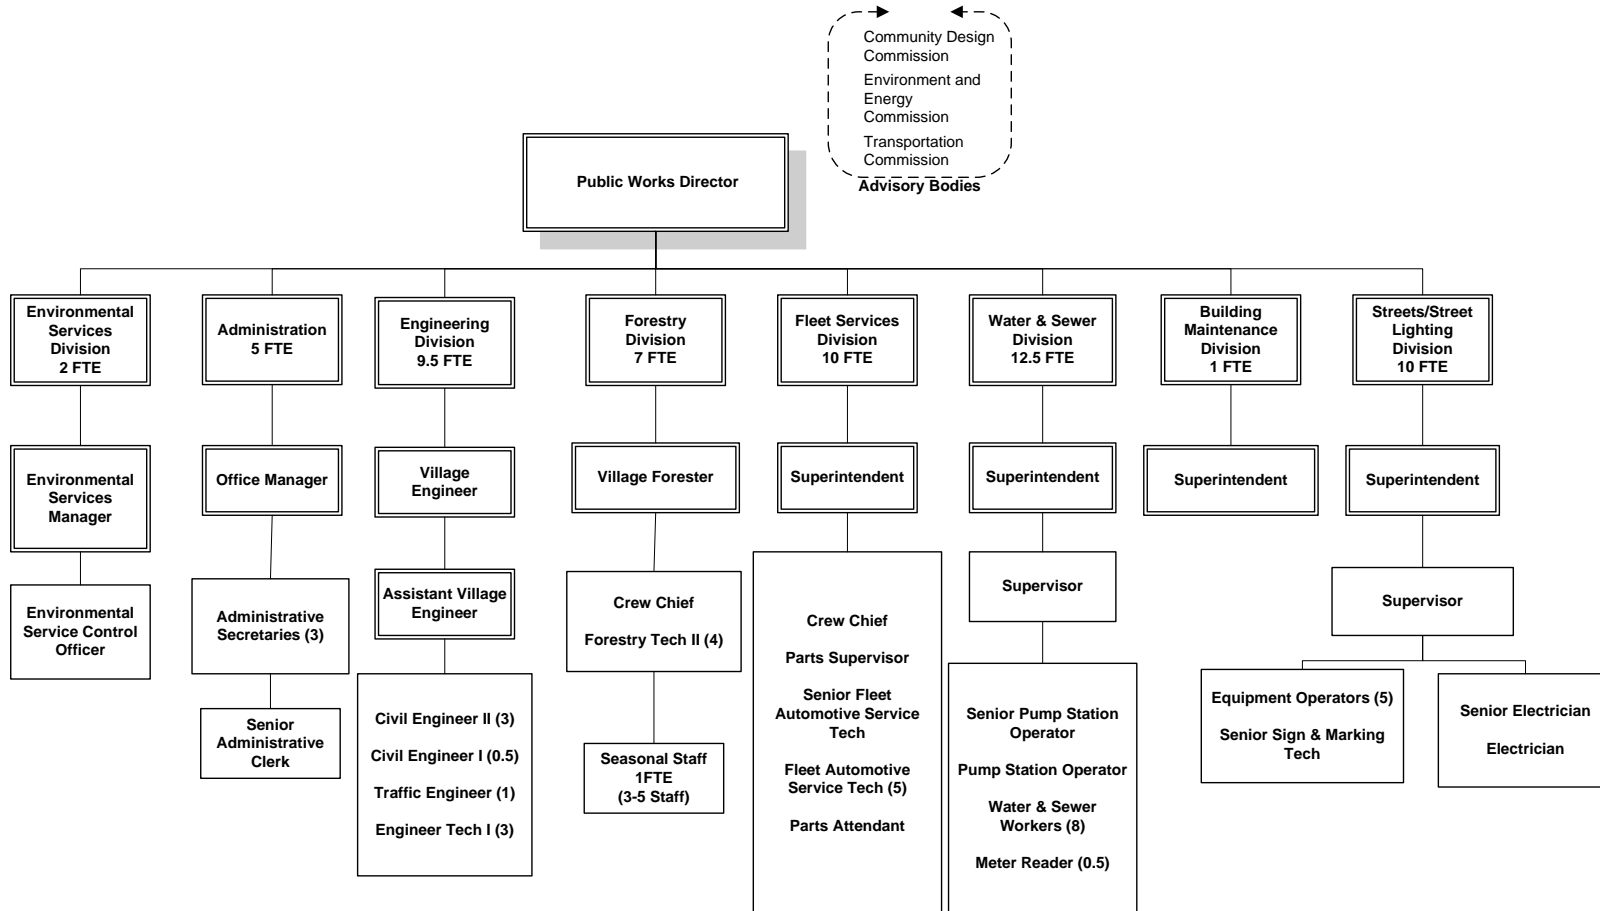 Community Design
Commission
Environment and
Energy
Commission
Transportation
Commission
Advisory Bodies
Public Works Director
Environmental
Services
Division
2 FTE
Administration
5 FTE
Engineering
Division
9.5 FTE
Forestry
Division
7 FTE
Fleet Services
Division
10 FTE
Water & Sewer
Division
12.5 FTE
Building
Maintenance
Division
1 FTE
Streets/Street
Lighting
Division
10 FTE
Environmental
Services
Manager
Office Manager
Village
Engineer
Village Forester
Superintendent
Superintendent
Superintendent
Superintendent
Environmental
Service Control
Officer
Administrative
Secretaries (3)
Assistant Village
Engineer
Crew Chief
Forestry Tech II (4)
Crew Chief
Parts Supervisor
Senior Fleet
Automotive Service
Tech
Fleet Automotive
Service Tech (5)
Parts Attendant
Supervisor
Supervisor
Senior
Administrative
Clerk
Civil Engineer II (3)
Civil Engineer I (0.5)
Traffic Engineer (1)
Engineer Tech I (3)
Seasonal Staff
1FTE
(3-5 Staff)
Senior Pump Station
Operator
Pump Station Operator
Water & Sewer
Workers (8)
Meter Reader (0.5)
Equipment Operators (5)
Senior Sign & Marking
Tech
Senior Electrician
Electrician